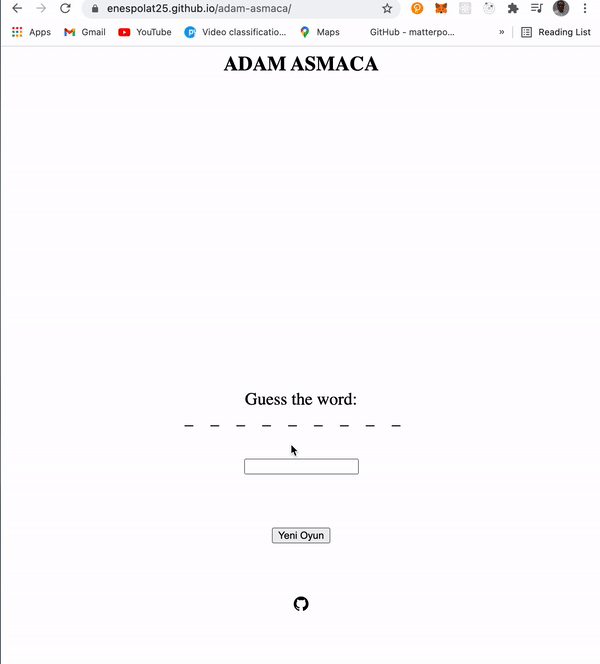 enespolat25.github.io/adam-asmaca/
Apps Gmail YouTube Video classificatio... Maps GitHub - matterpo... » Reading List
ADAM ASMACA
Guess the word:
_ _ _ _ _ _ _ _ _
Yeni Oyun